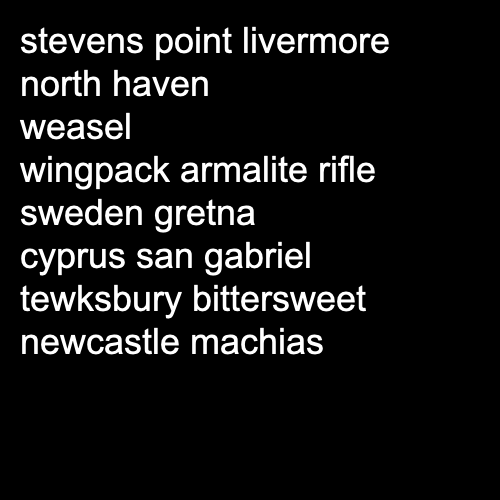 stevens point livermore
north haven
weasel
wingpack armalite rifle
sweden gretna
cyprus san gabriel
tewksbury bittersweet
newcastle machias